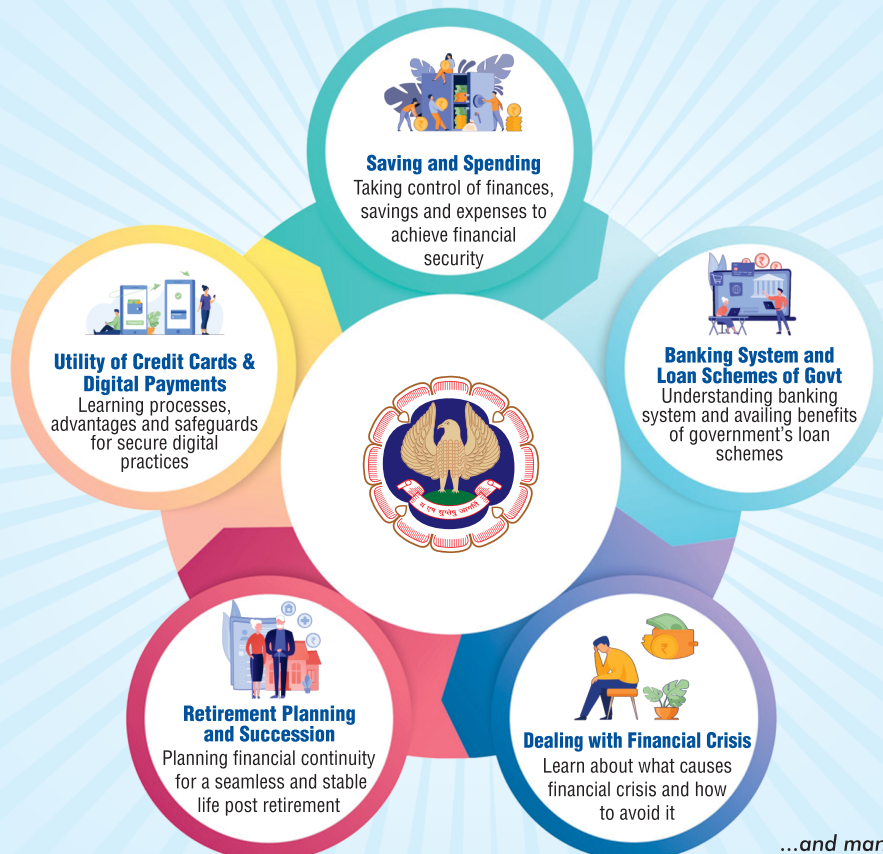 Saving and Spending
Taking control of finances,
savings and expenses to
achieve financial
security
Banking System and
Loan Schemes of Govt
Understanding banking
system and availing benefits
of government's loan
schemes
Dealing with Financial Crisis
Learn about what causes
financial crisis and how
to avoid it
Retirement Planning
and Succession
Planning financial continuity
for a seamless and stable
life post retirement
Utility of Credit Cards &
Digital Payments
Learning processes,
advantages and safeguards
for secure digital
practices
य एष सुप्तेषु जागर्ति
...and